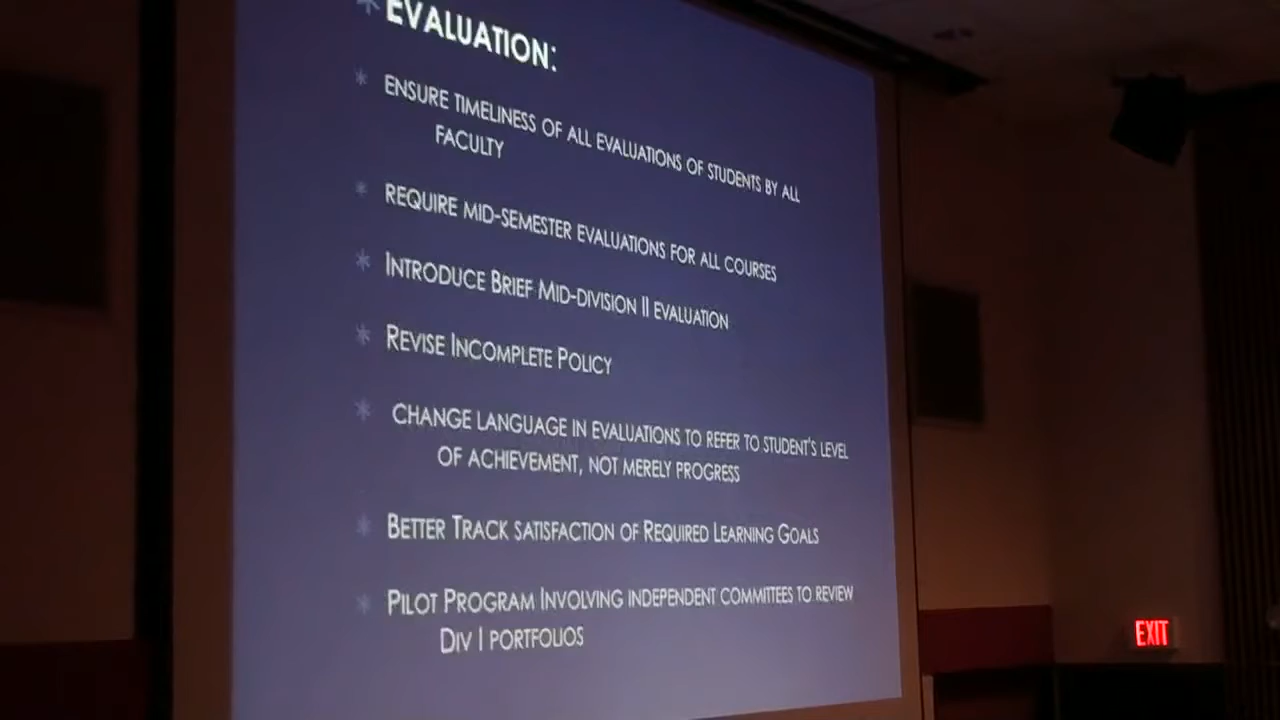 * EVALUATION:
* ENSURE TIMELINESS OF ALL EVALUATIONS OF STUDENTS BY ALL
FACULTY
* REQUIRE MID-SEMESTER EVALUATIONS FOR ALL COURSES
* INTRODUCE BRIEF MID-DIVISION II EVALUATION
* REVISE INCOMPLETE POLICY
* CHANGE LANGUAGE IN EVALUATIONS TO REFER TO STUDENT'S LEVEL
OF ACHIEVEMENT, NOT MERELY PROGRESS
* BETTER TRACK SATISFACTION OF REQUIRED LEARNING GOALS
* PILOT PROGRAM INVOLVING INDEPENDENT COMMITTEES TO REVIEW
DIV I PORTFOLIOS
EXIT